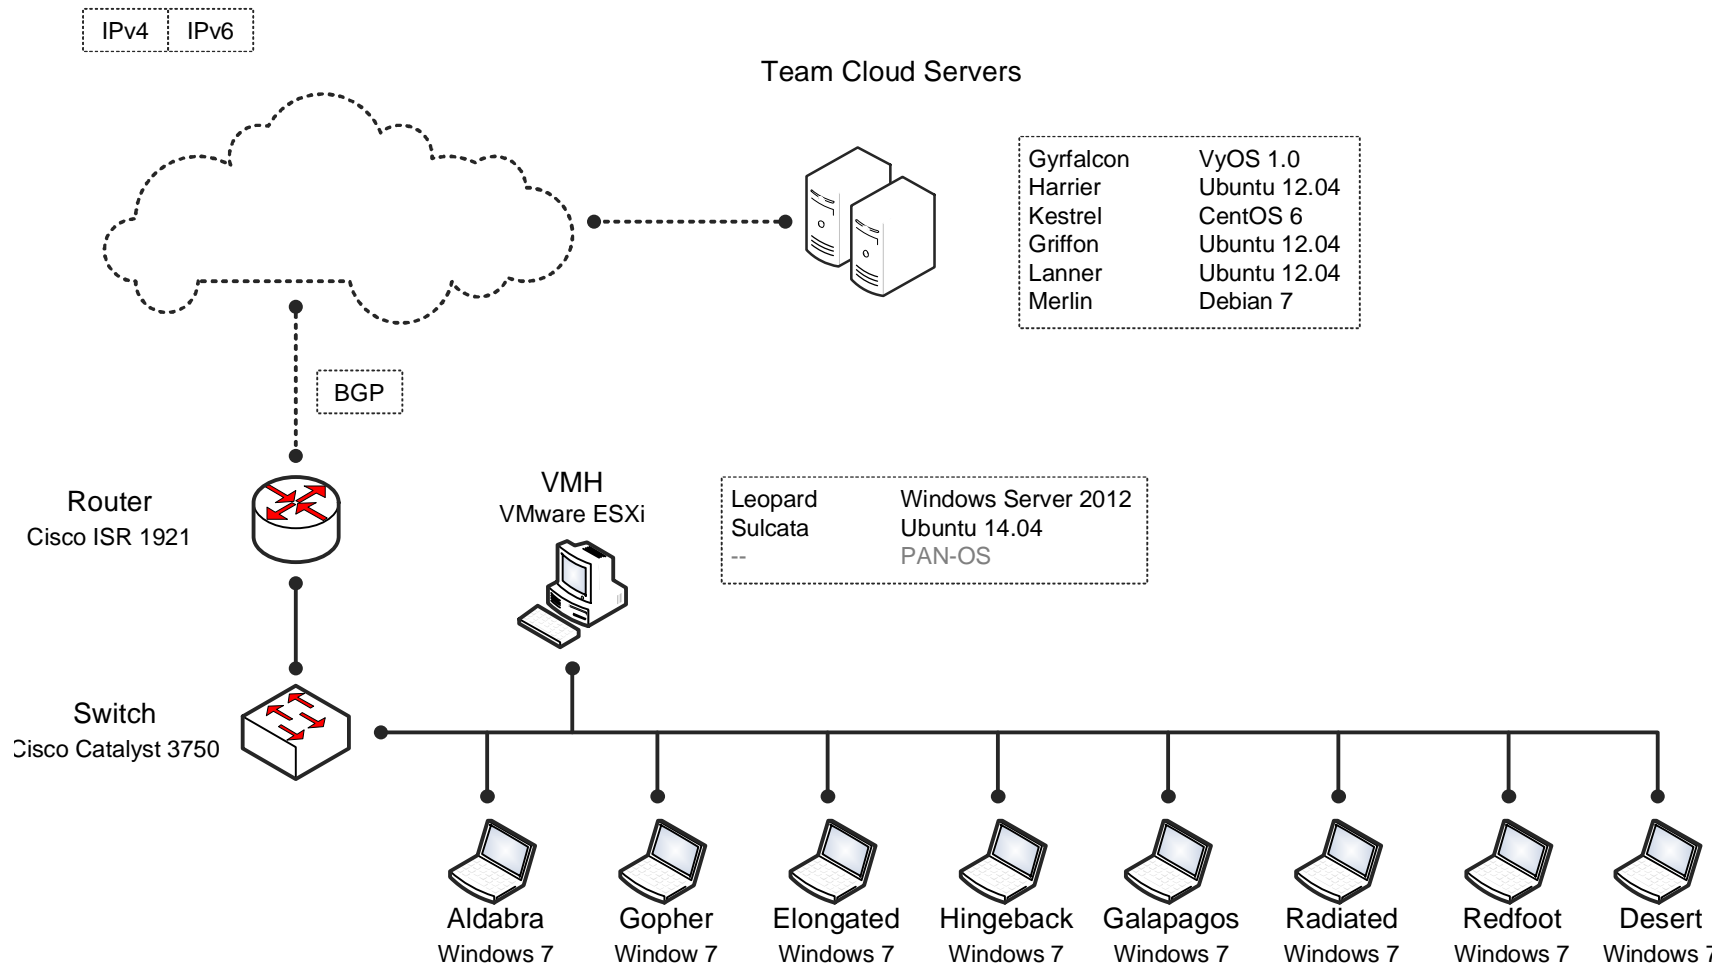 IPv4 IPv6
Team Cloud Servers
Gyrfalcon VyOS 1.0
Harrier Ubuntu 12.04
Kestrel CentOS 6
Griffon Ubuntu 12.04
Lanner Ubuntu 12.04
Merlin Debian 7
BGP
Router
Cisco ISR 1921
VMH
VMware ESXi
Leopard Windows Server 2012
Sulcata Ubuntu 14.04
-- PAN-OS
Switch
Cisco Catalyst 3750
Aldabra Gopher Elongated Hingeback Galapagos Radiated Redfoot Desert
Windows 7 Window 7 Windows 7 Windows 7 Windows 7 Windows 7 Windows 7 Windows 7